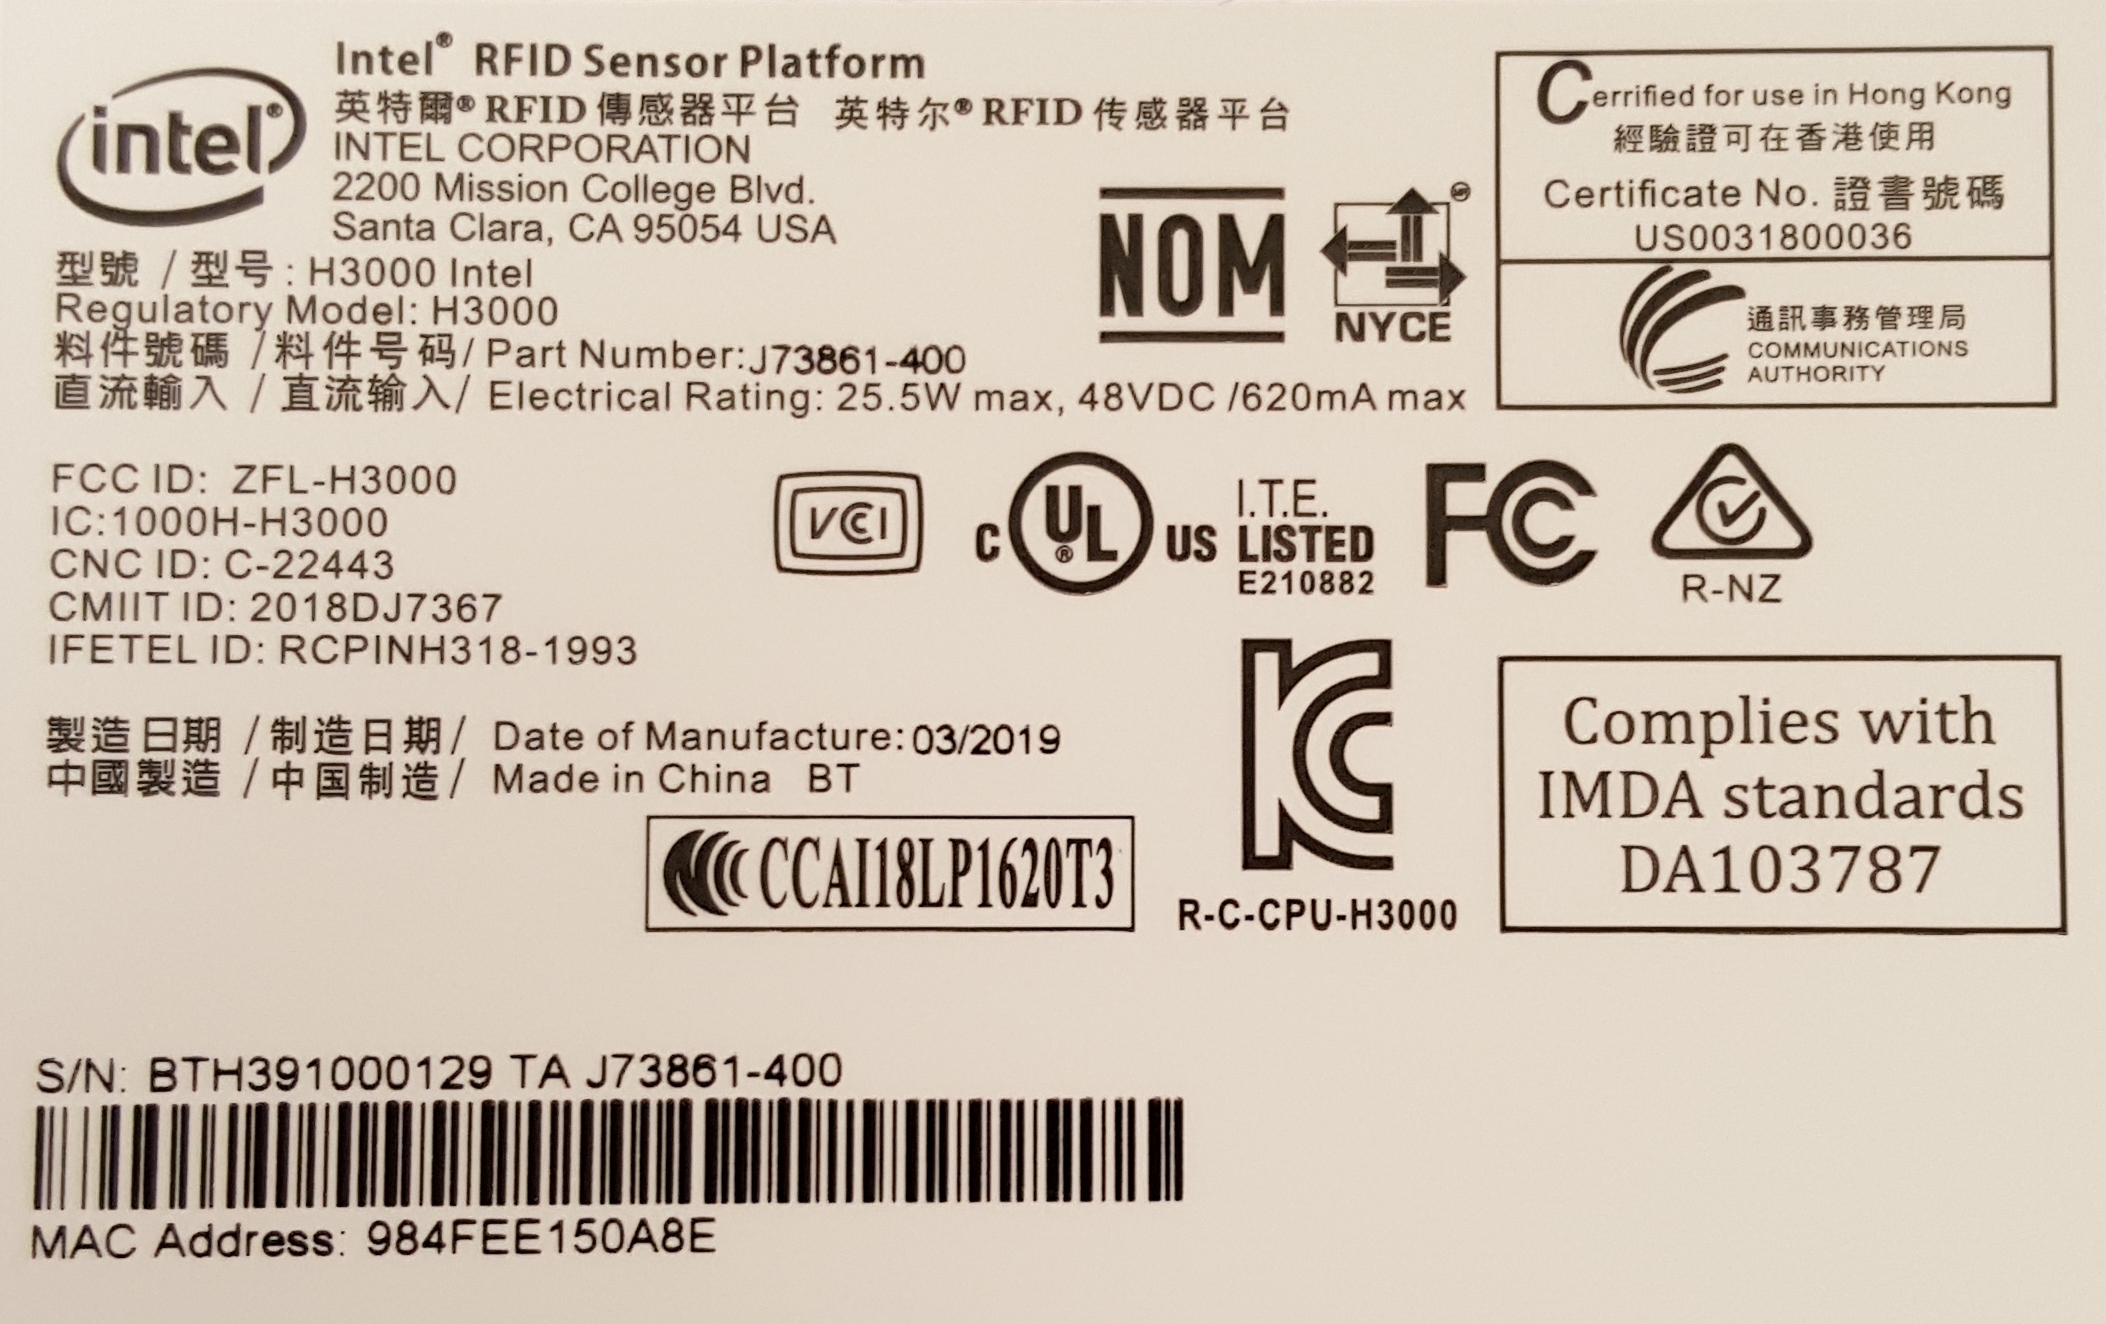 intel®
Intel® RFID Sensor Platform
英特爾® RFID 傳感器平台 英特尔® RFID 传感器平台
INTEL CORPORATION
2200 Mission College Blvd.
Santa Clara, CA 95054 USA
型號 / 型号 : H3000 Intel
Regulatory Model: H3000
料件號碼 /料件号码/ Part Number:J73861-400
直流輸入 / 直流输入/ Electrical Rating: 25.5W max, 48VDC /620mA max
NOM
NYCE
Cerrified for use in Hong Kong
經驗證可在香港使用
Certificate No. 證書號碼
US0031800036
通訊事務管理局
COMMUNICATIONS
AUTHORITY
FCC ID: ZFL-H3000
IC:1000H-H3000
CNC ID: C-22443
CMIIT ID: 2018DJ7367
IFETEL ID: RCPINH318-1993
VCCI
C UL® US
I.T.E.
LISTED
E210882
FC
R-NZ
製造日期 /制造日期/ Date of Manufacture: 03/2019
中國製造 /中国制造/ Made in China BT
CCAI18LP1620T3
KC
R-C-CPU-H3000
Complies with
IMDA standards
DA103787
S/N: BTH391000129 TA J73861-400
MAC Address: 984FEE150A8E